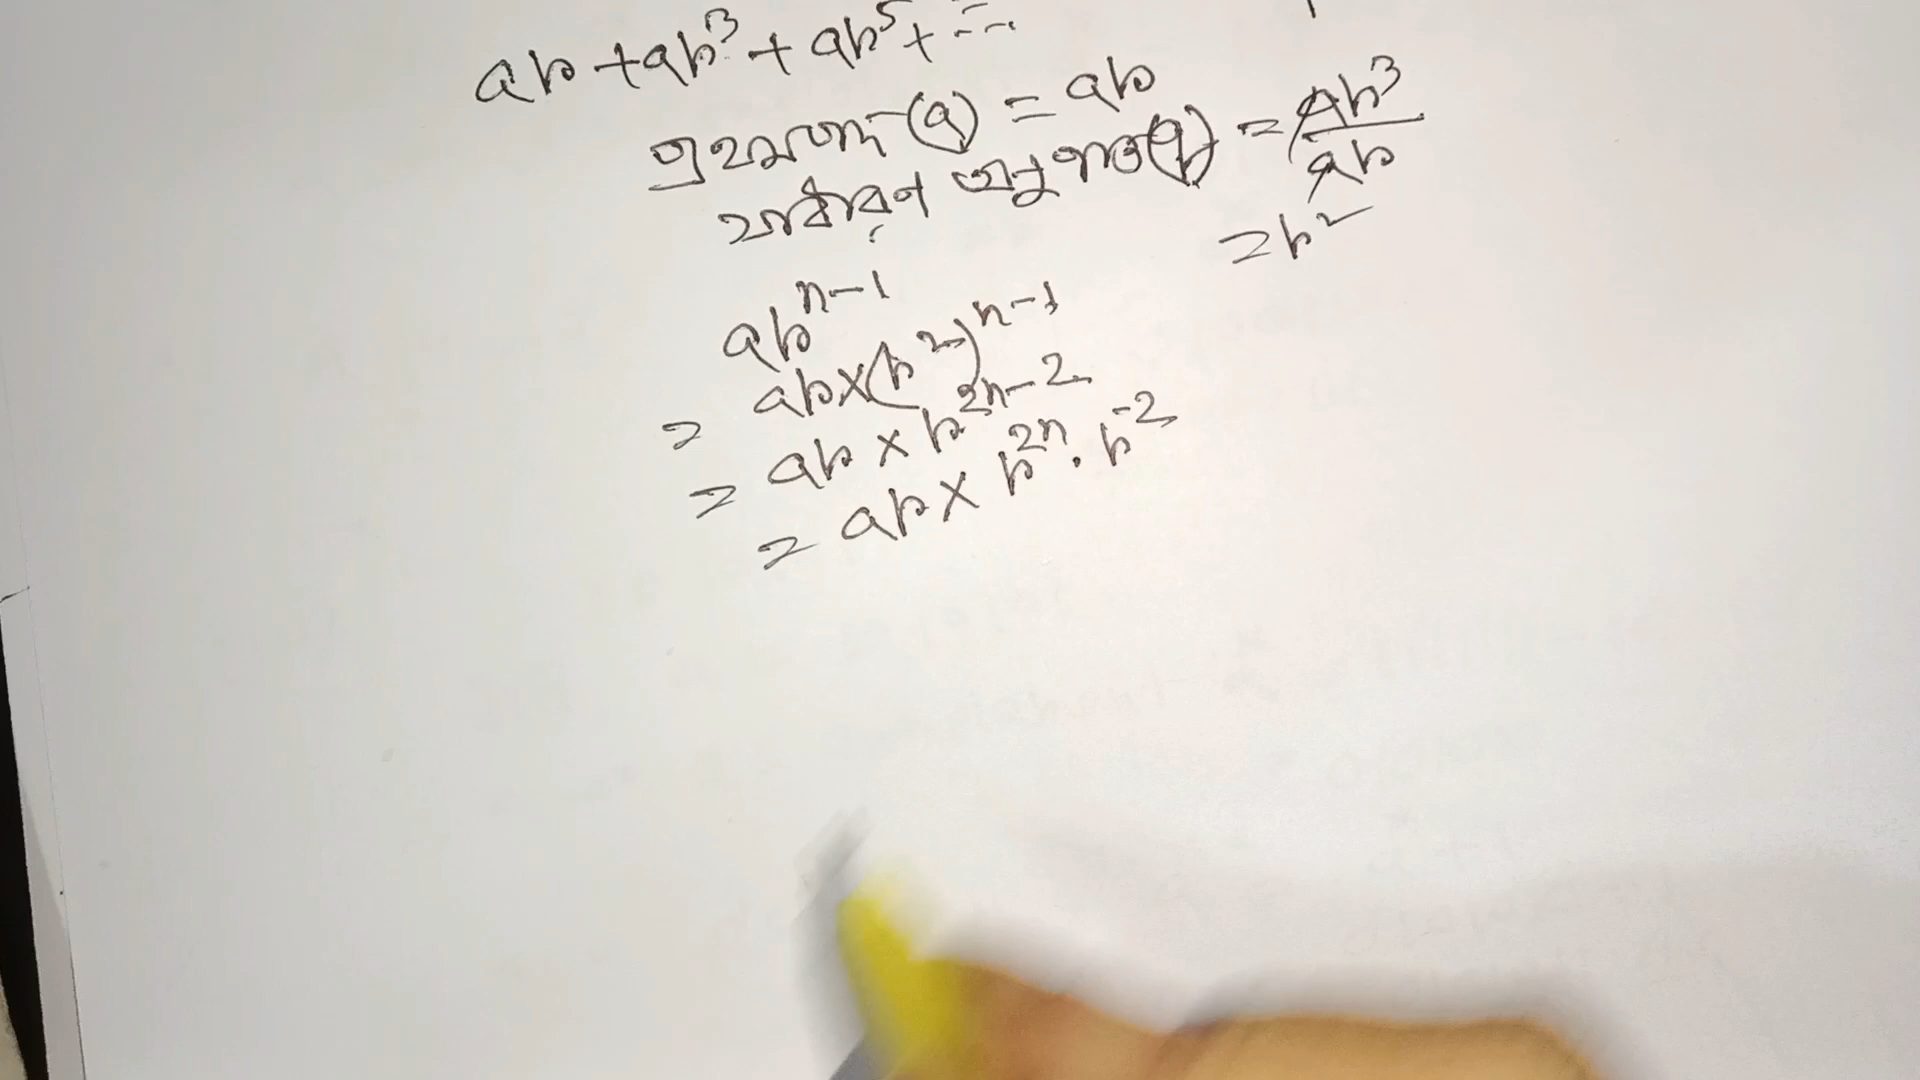 ab + ab³ + ab⁵ + ---
প্রথমপদ (a) = ab
সাধারণ অনুপাত (q) = ab³/ab
= b²
abⁿ⁻¹
= ab×(b²)ⁿ⁻¹
= ab × b²ⁿ⁻²
= ab × b²ⁿ . b⁻²